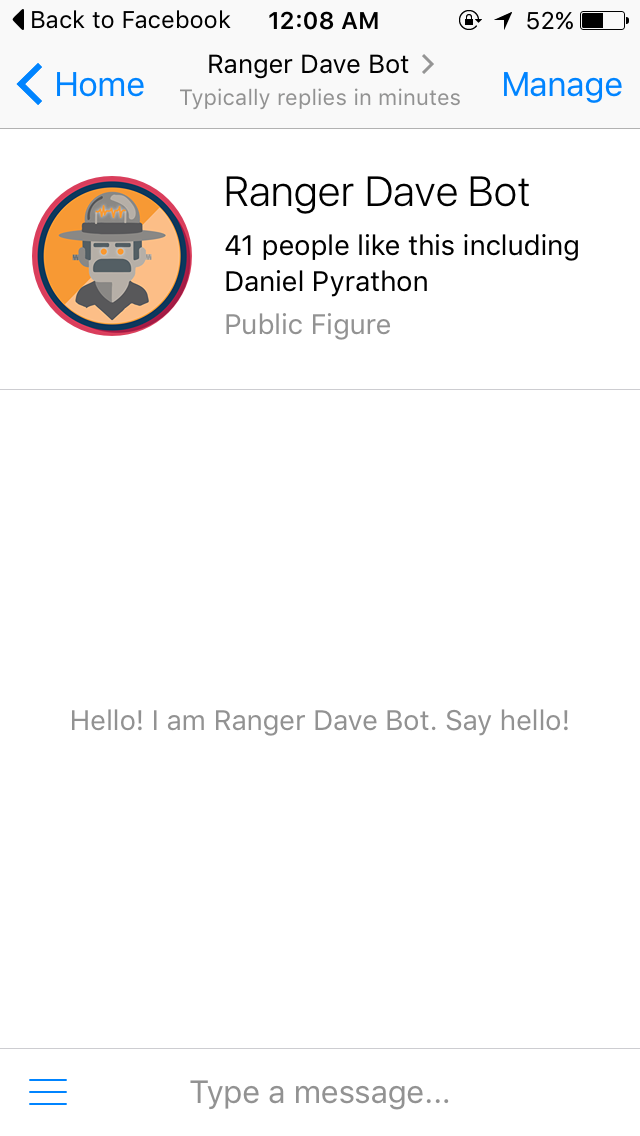 Back to Facebook 12:08 AM 52%
Home Ranger Dave Bot Manage
Typically replies in minutes
Ranger Dave Bot
41 people like this including
Daniel Pyrathon
Public Figure
Hello! I am Ranger Dave Bot. Say hello!
Type a message...